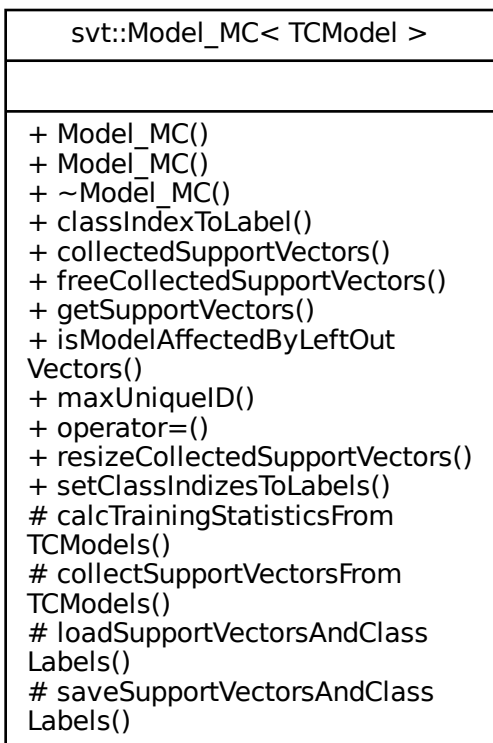 svt::Model_MC< TCModel >
+ Model_MC()
+ Model_MC()
+ ~Model_MC()
+ classIndexToLabel()
+ collectedSupportVectors()
+ freeCollectedSupportVectors()
+ getSupportVectors()
+ isModelAffectedByLeftOut
Vectors()
+ maxUniqueID()
+ operator=()
+ resizeCollectedSupportVectors()
+ setClassIndizesToLabels()
# calcTrainingStatisticsFrom
TCModels()
# collectSupportVectorsFrom
TCModels()
# loadSupportVectorsAndClass
Labels()
# saveSupportVectorsAndClass
Labels()